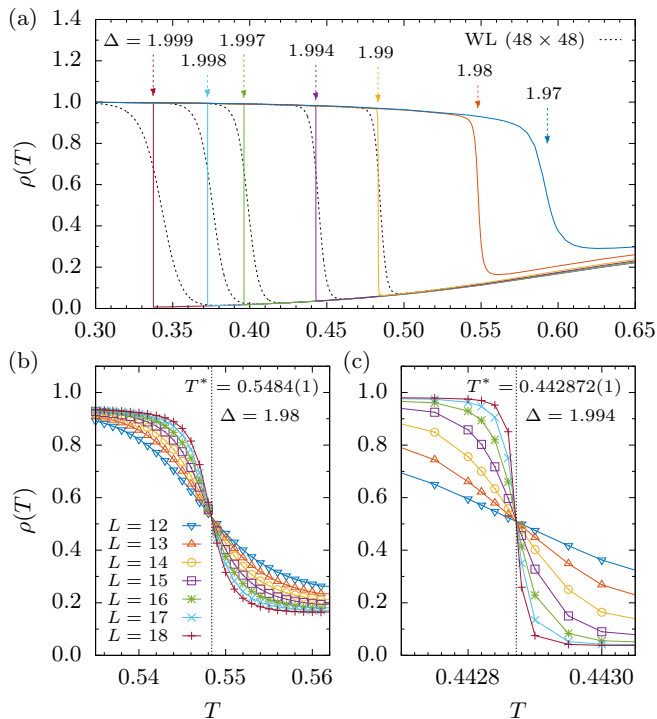 (a)
1.4
1.2
1.0
0.8
0.6
0.4
0.2
0.0
ρ(T)
Δ = 1.999
1.998
1.997
1.994
1.99
1.98
1.97
WL (48 × 48)
0.30 0.35 0.40 0.45 0.50 0.55 0.60 0.65
(b)
1.0
0.8
0.6
0.4
0.2
0.0
ρ(T)
T* = 0.5484(1)
Δ = 1.98
L = 12
L = 13
L = 14
L = 15
L = 16
L = 17
L = 18
0.54 0.55 0.56
T
(c)
1.0
0.8
0.6
0.4
0.2
0.0
T* = 0.442872(1)
Δ = 1.994
0.4428 0.4430
T